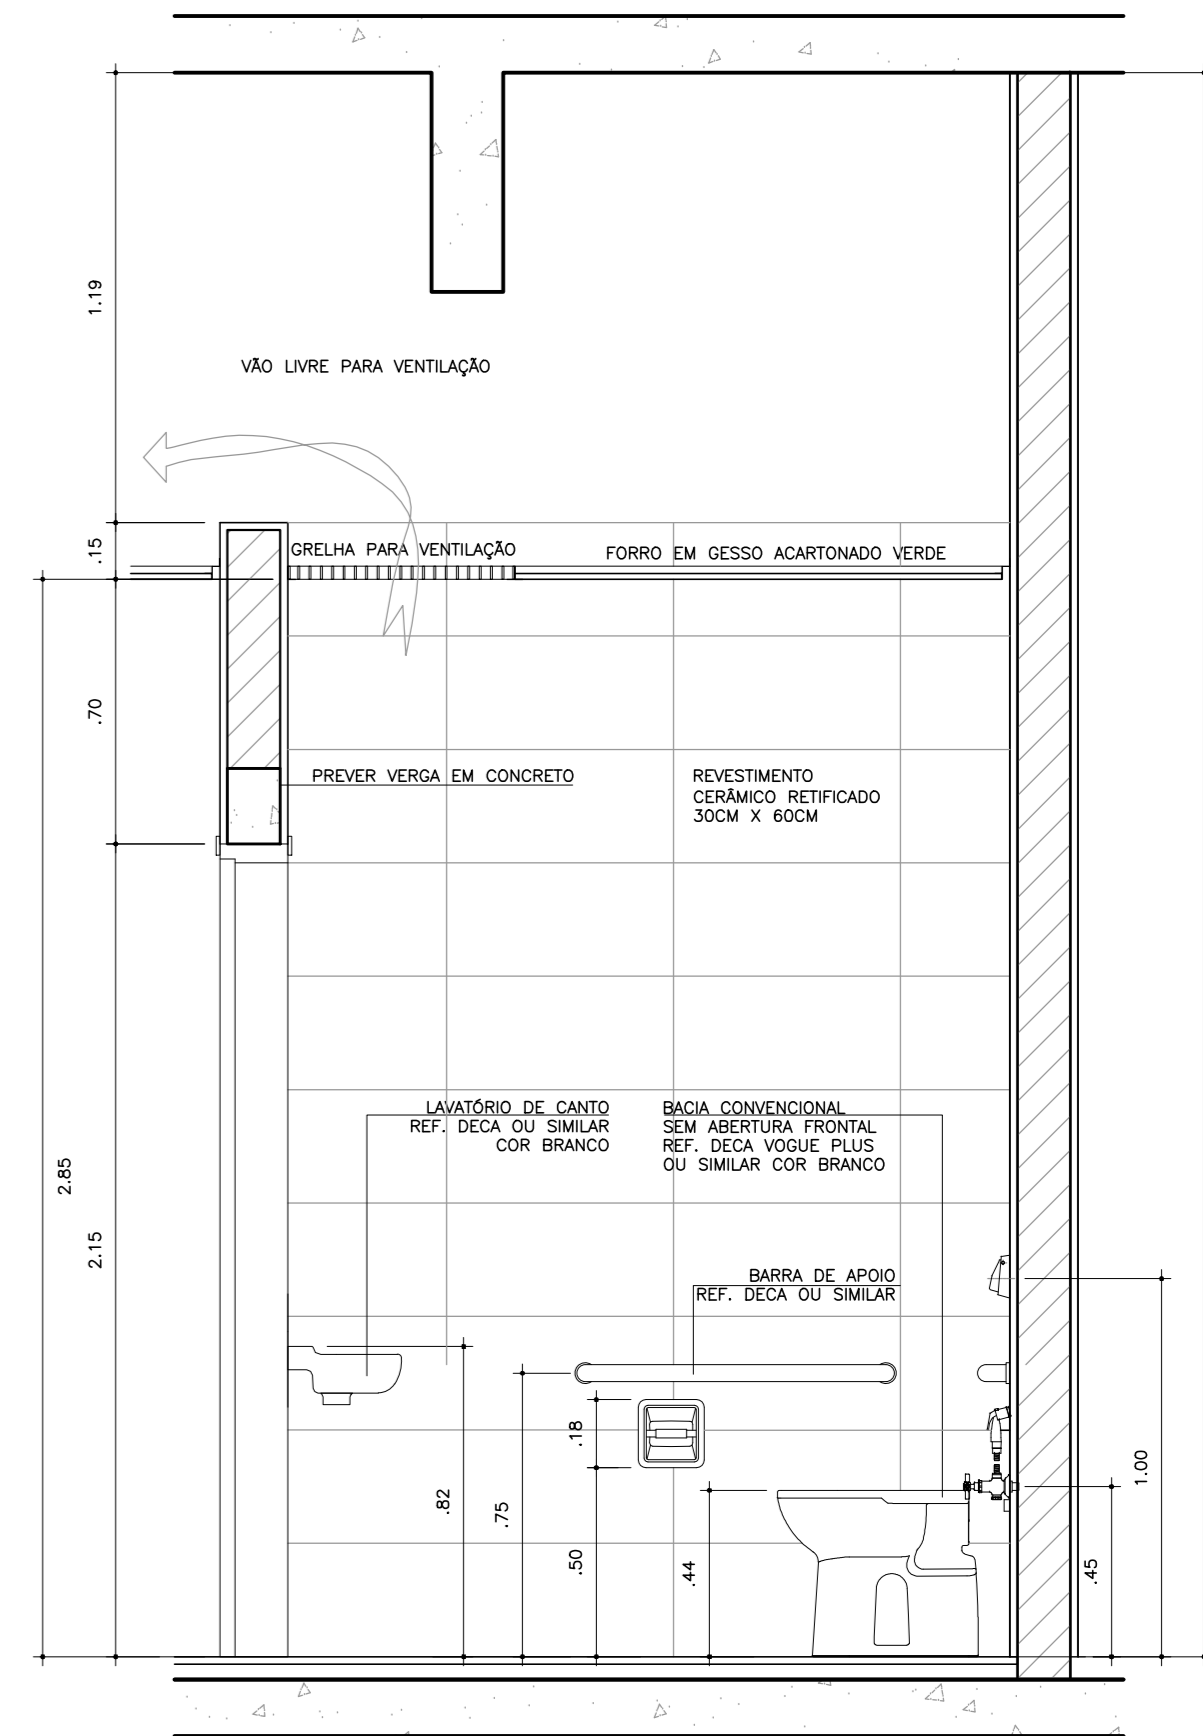 1.19
VÃO LIVRE PARA VENTILAÇÃO
.15
GRELHA PARA VENTILAÇÃO
FORRO EM GESSO ACARTONADO VERDE
.70
PREVER VERGA EM CONCRETO
REVESTIMENTO
CERÂMICO RETIFICADO
30CM X 60CM
LAVATÓRIO DE CANTO
REF. DECA OU SIMILAR
COR BRANCO
BACIA CONVENCIONAL
SEM ABERTURA FRONTAL
REF. DECA VOGUE PLUS
OU SIMILAR COR BRANCO
2.85
2.15
BARRA DE APOIO
REF. DECA OU SIMILAR
.18
.82
.75
.50
.44
1.00
.45